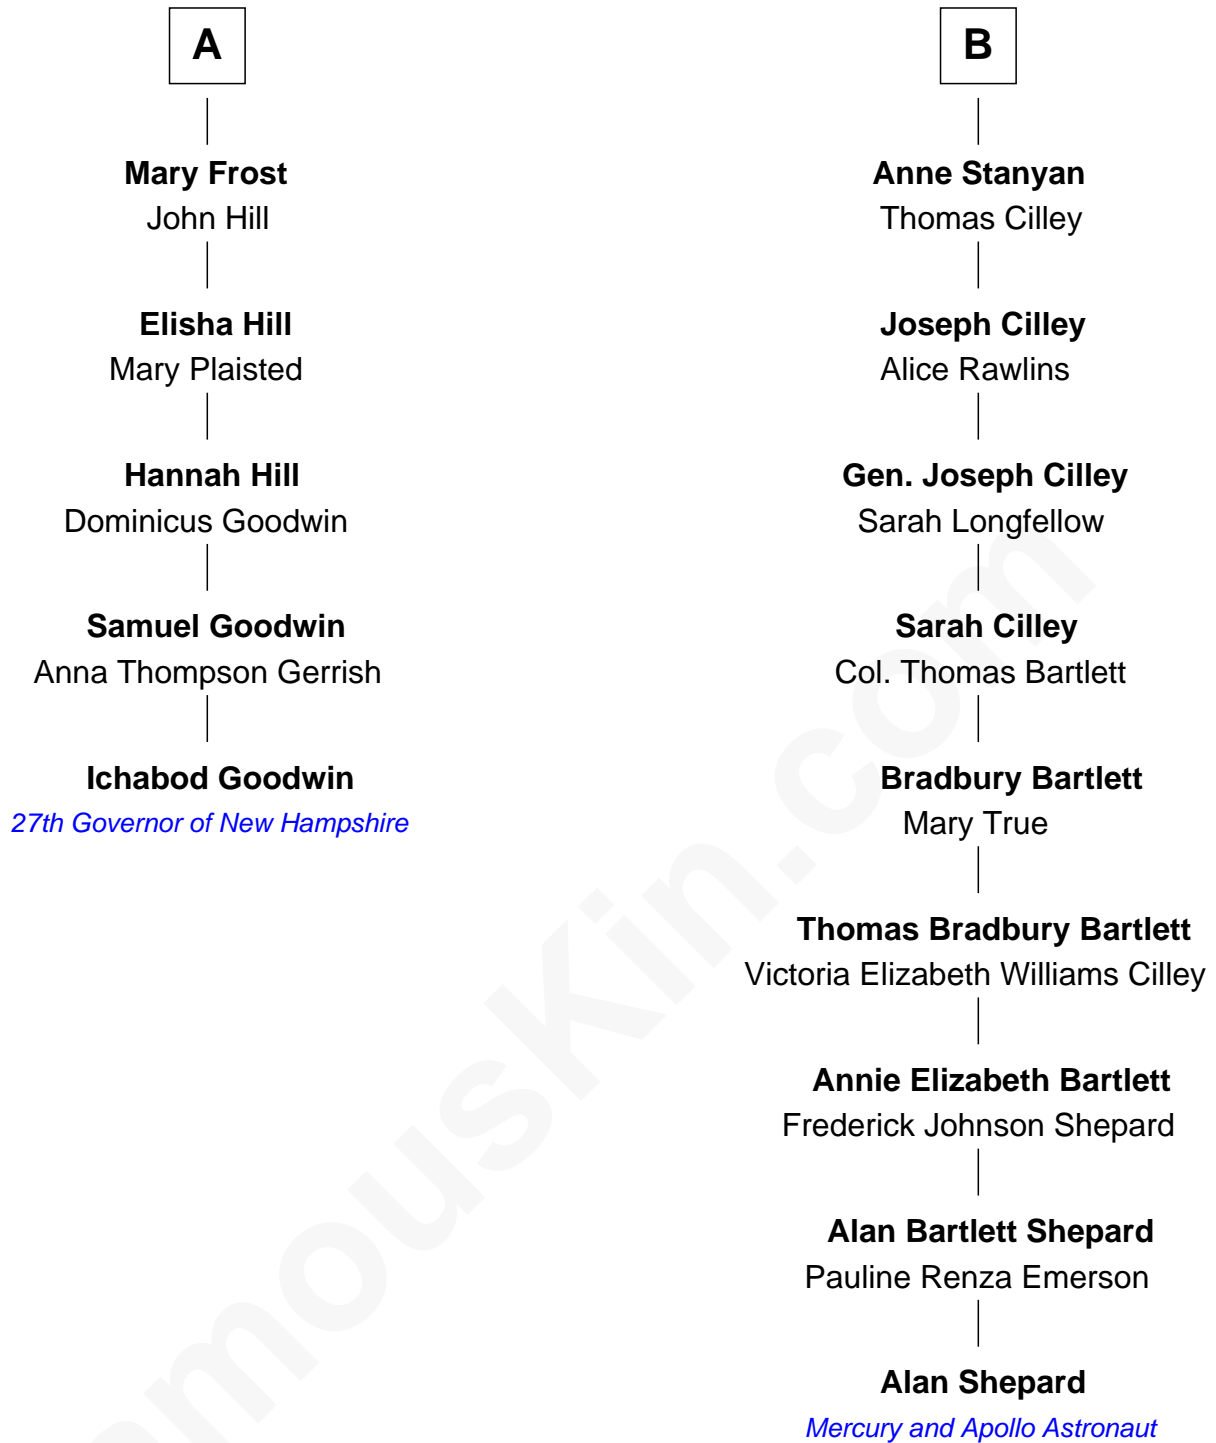 A
Mary Frost
John Hill
Elisha Hill
Mary Plaisted
Hannah Hill
Dominicus Goodwin
Samuel Goodwin
Anna Thompson Gerrish
Ichabod Goodwin
27th Governor of New Hampshire
B
Anne Stanyan
Thomas Cilley
Joseph Cilley
Alice Rawlins
Gen. Joseph Cilley
Sarah Longfellow
Sarah Cilley
Col. Thomas Bartlett
Bradbury Bartlett
Mary True
Thomas Bradbury Bartlett
Victoria Elizabeth Williams Cilley
Annie Elizabeth Bartlett
Frederick Johnson Shepard
Alan Bartlett Shepard
Pauline Renza Emerson
Alan Shepard
Mercury and Apollo Astronaut
amouskin.com